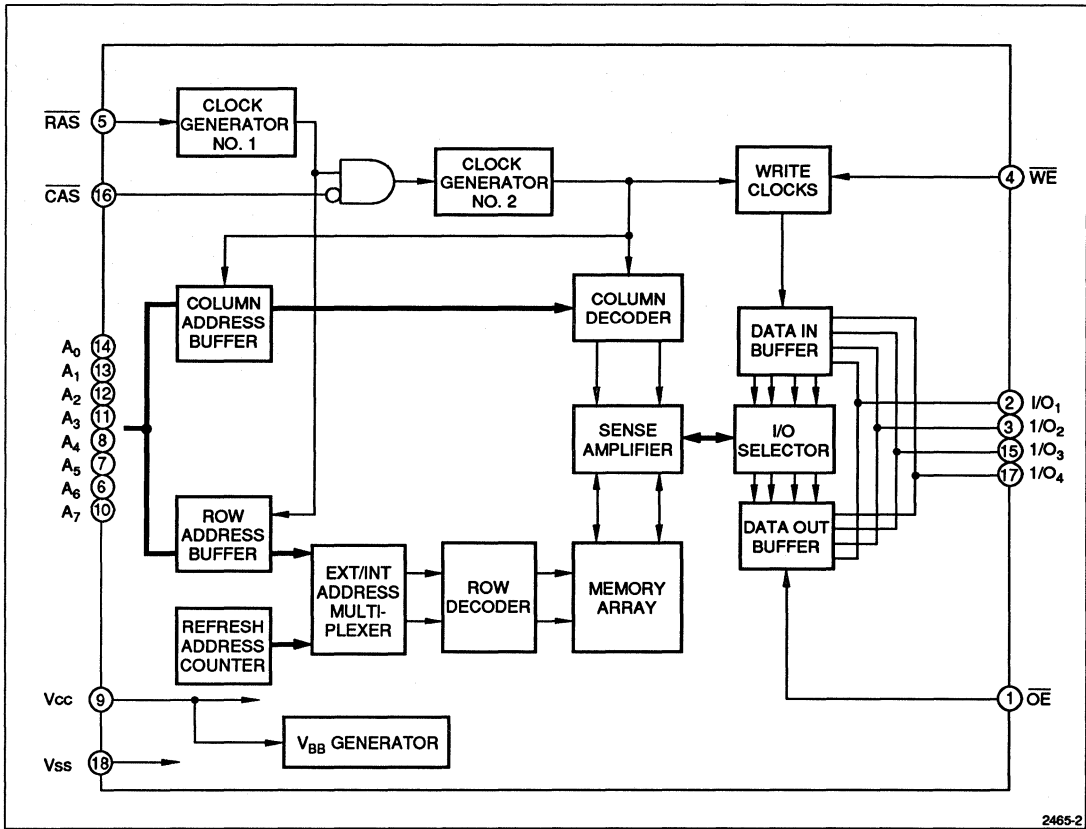 RAS 5
CLOCK
GENERATOR
NO. 1
CAS 16
CLOCK
GENERATOR
NO. 2
WRITE
CLOCKS
4 WE
COLUMN
ADDRESS
BUFFER
COLUMN
DECODER
DATA IN
BUFFER
A0 14
A1 13
A2 12
A3 11
A4 8
A5 7
A6 6
A7 10
SENSE
AMPLIFIER
I/O
SELECTOR
2 I/O1
3 1/O2
15 1/O3
17 1/O4
ROW
ADDRESS
BUFFER
EXT/INT
ADDRESS
MULTI-
PLEXER
ROW
DECODER
MEMORY
ARRAY
DATA OUT
BUFFER
REFRESH
ADDRESS
COUNTER
Vcc 9
VBB GENERATOR
1 OE
Vss 18
2465-2